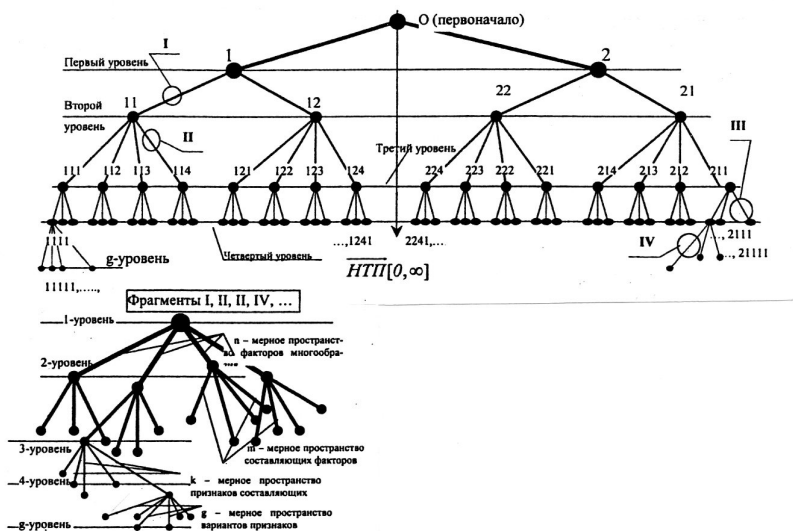 О (первоначало)
I
1
2
Первый уровень
11
12
22
21
Второй
уровень
II
III
Третий уровень
111 112 113 114 121 122 123 124 224 223 222 221 214 213 212 211
1111
…,1241
2241,…
IV
…, 2111
g-уровень
Четвертый уровень
…, 21111
11111,…..,
НТП[0,∞]
Фрагменты I, II, II, IV, …
1-уровень
n – мерное пространст-
во факторов многообра-
2-уровень
3-уровень
m – мерное пространство
составляющих факторов
4-уровень
k – мерное пространство
признаков составляющих
g – мерное пространство
g-уровень
вариантов признаков